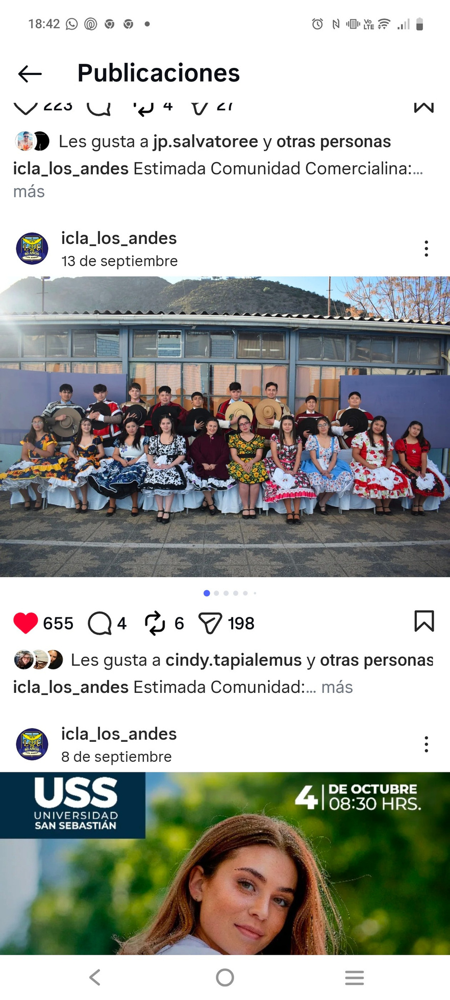 18:42
Vo
LTE
Publicaciones
223 4 27
Les gusta a jp.salvatoree y otras personas
icla_los_andes Estimada Comunidad Comercialina:...
más
icla_los_andes
13 de septiembre
655 4 6 198
Les gusta a cindy.tapialemus y otras personas
icla_los_andes Estimada Comunidad:... más
icla_los_andes
8 de septiembre
USS
UNIVERSIDAD
SAN SEBASTIÁN
4 DE OCTUBRE
08:30 HRS.